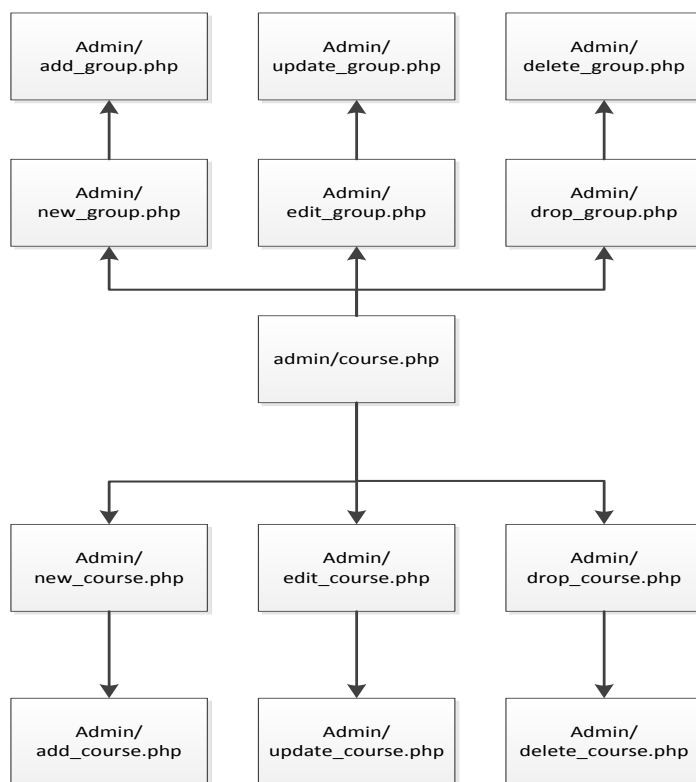 Admin/
add_group.php
Admin/
update_group.php
Admin/
delete_group.php
Admin/
new_group.php
Admin/
edit_group.php
Admin/
drop_group.php
admin/course.php
Admin/
new_course.php
Admin/
edit_course.php
Admin/
drop_course.php
Admin/
add_course.php
Admin/
update_course.php
Admin/
delete_course.php